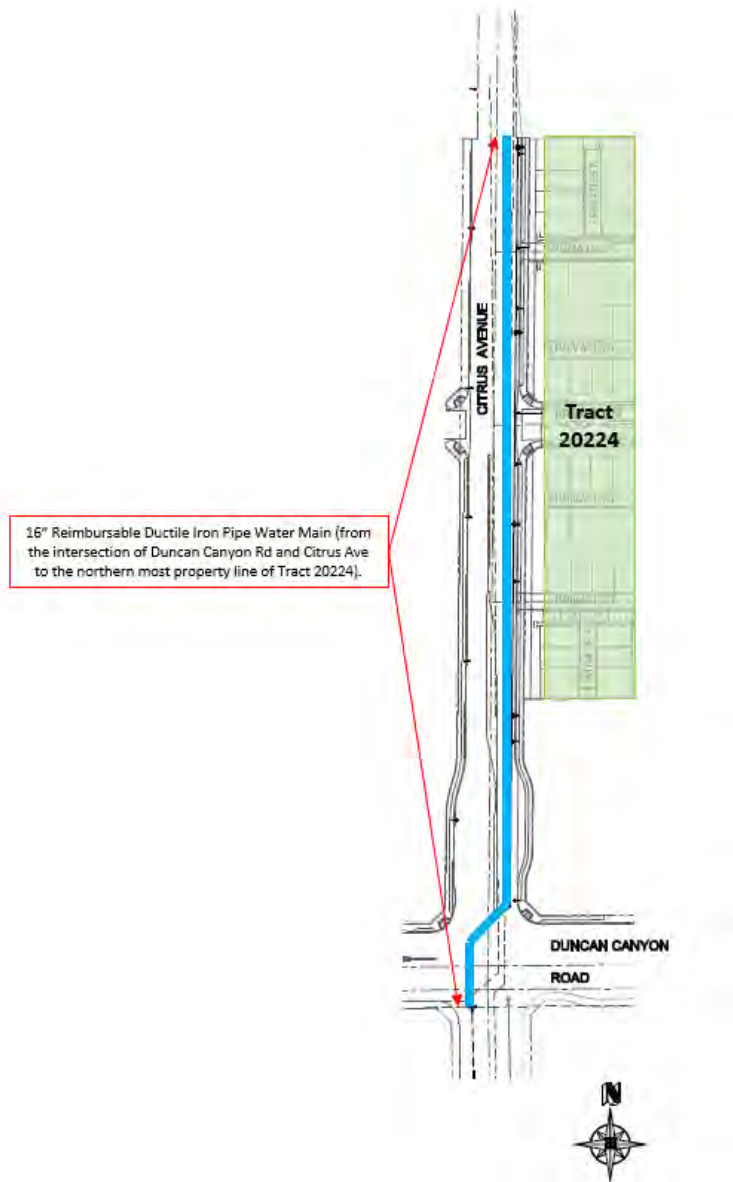 CITRUS AVENUE
Tract
20224
16" Reimbursable Ductile Iron Pipe Water Main (from
the intersection of Duncan Canyon Rd and Citrus Ave
to the northern most property line of Tract 20224).
DUNCAN CANYON
ROAD
N